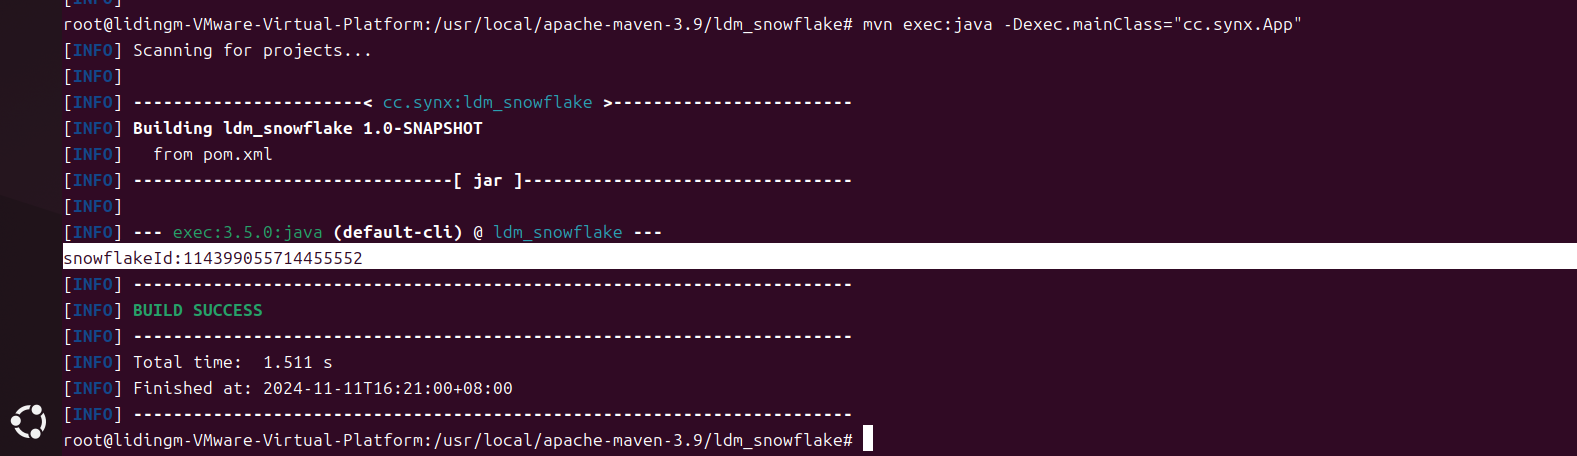 [INFO]
root@lidingm-VMware-Virtual-Platform:/usr/local/apache-maven-3.9/ldm_snowflake# mvn exec:java -Dexec.mainClass="cc.synx.App"
[INFO] Scanning for projects...
[INFO]
[INFO] -----------------------< cc.synx:ldm_snowflake >------------------------
[INFO] Building ldm_snowflake 1.0-SNAPSHOT
[INFO]   from pom.xml
[INFO] --------------------------------[ jar ]---------------------------------
[INFO]
[INFO] --- exec:3.5.0:java (default-cli) @ ldm_snowflake ---
snowflakeId:114399055714455552
[INFO] ------------------------------------------------------------------------
[INFO] BUILD SUCCESS
[INFO] ------------------------------------------------------------------------
[INFO] Total time:  1.511 s
[INFO] Finished at: 2024-11-11T16:21:00+08:00
[INFO] ------------------------------------------------------------------------
root@lidingm-VMware-Virtual-Platform:/usr/local/apache-maven-3.9/ldm_snowflake#